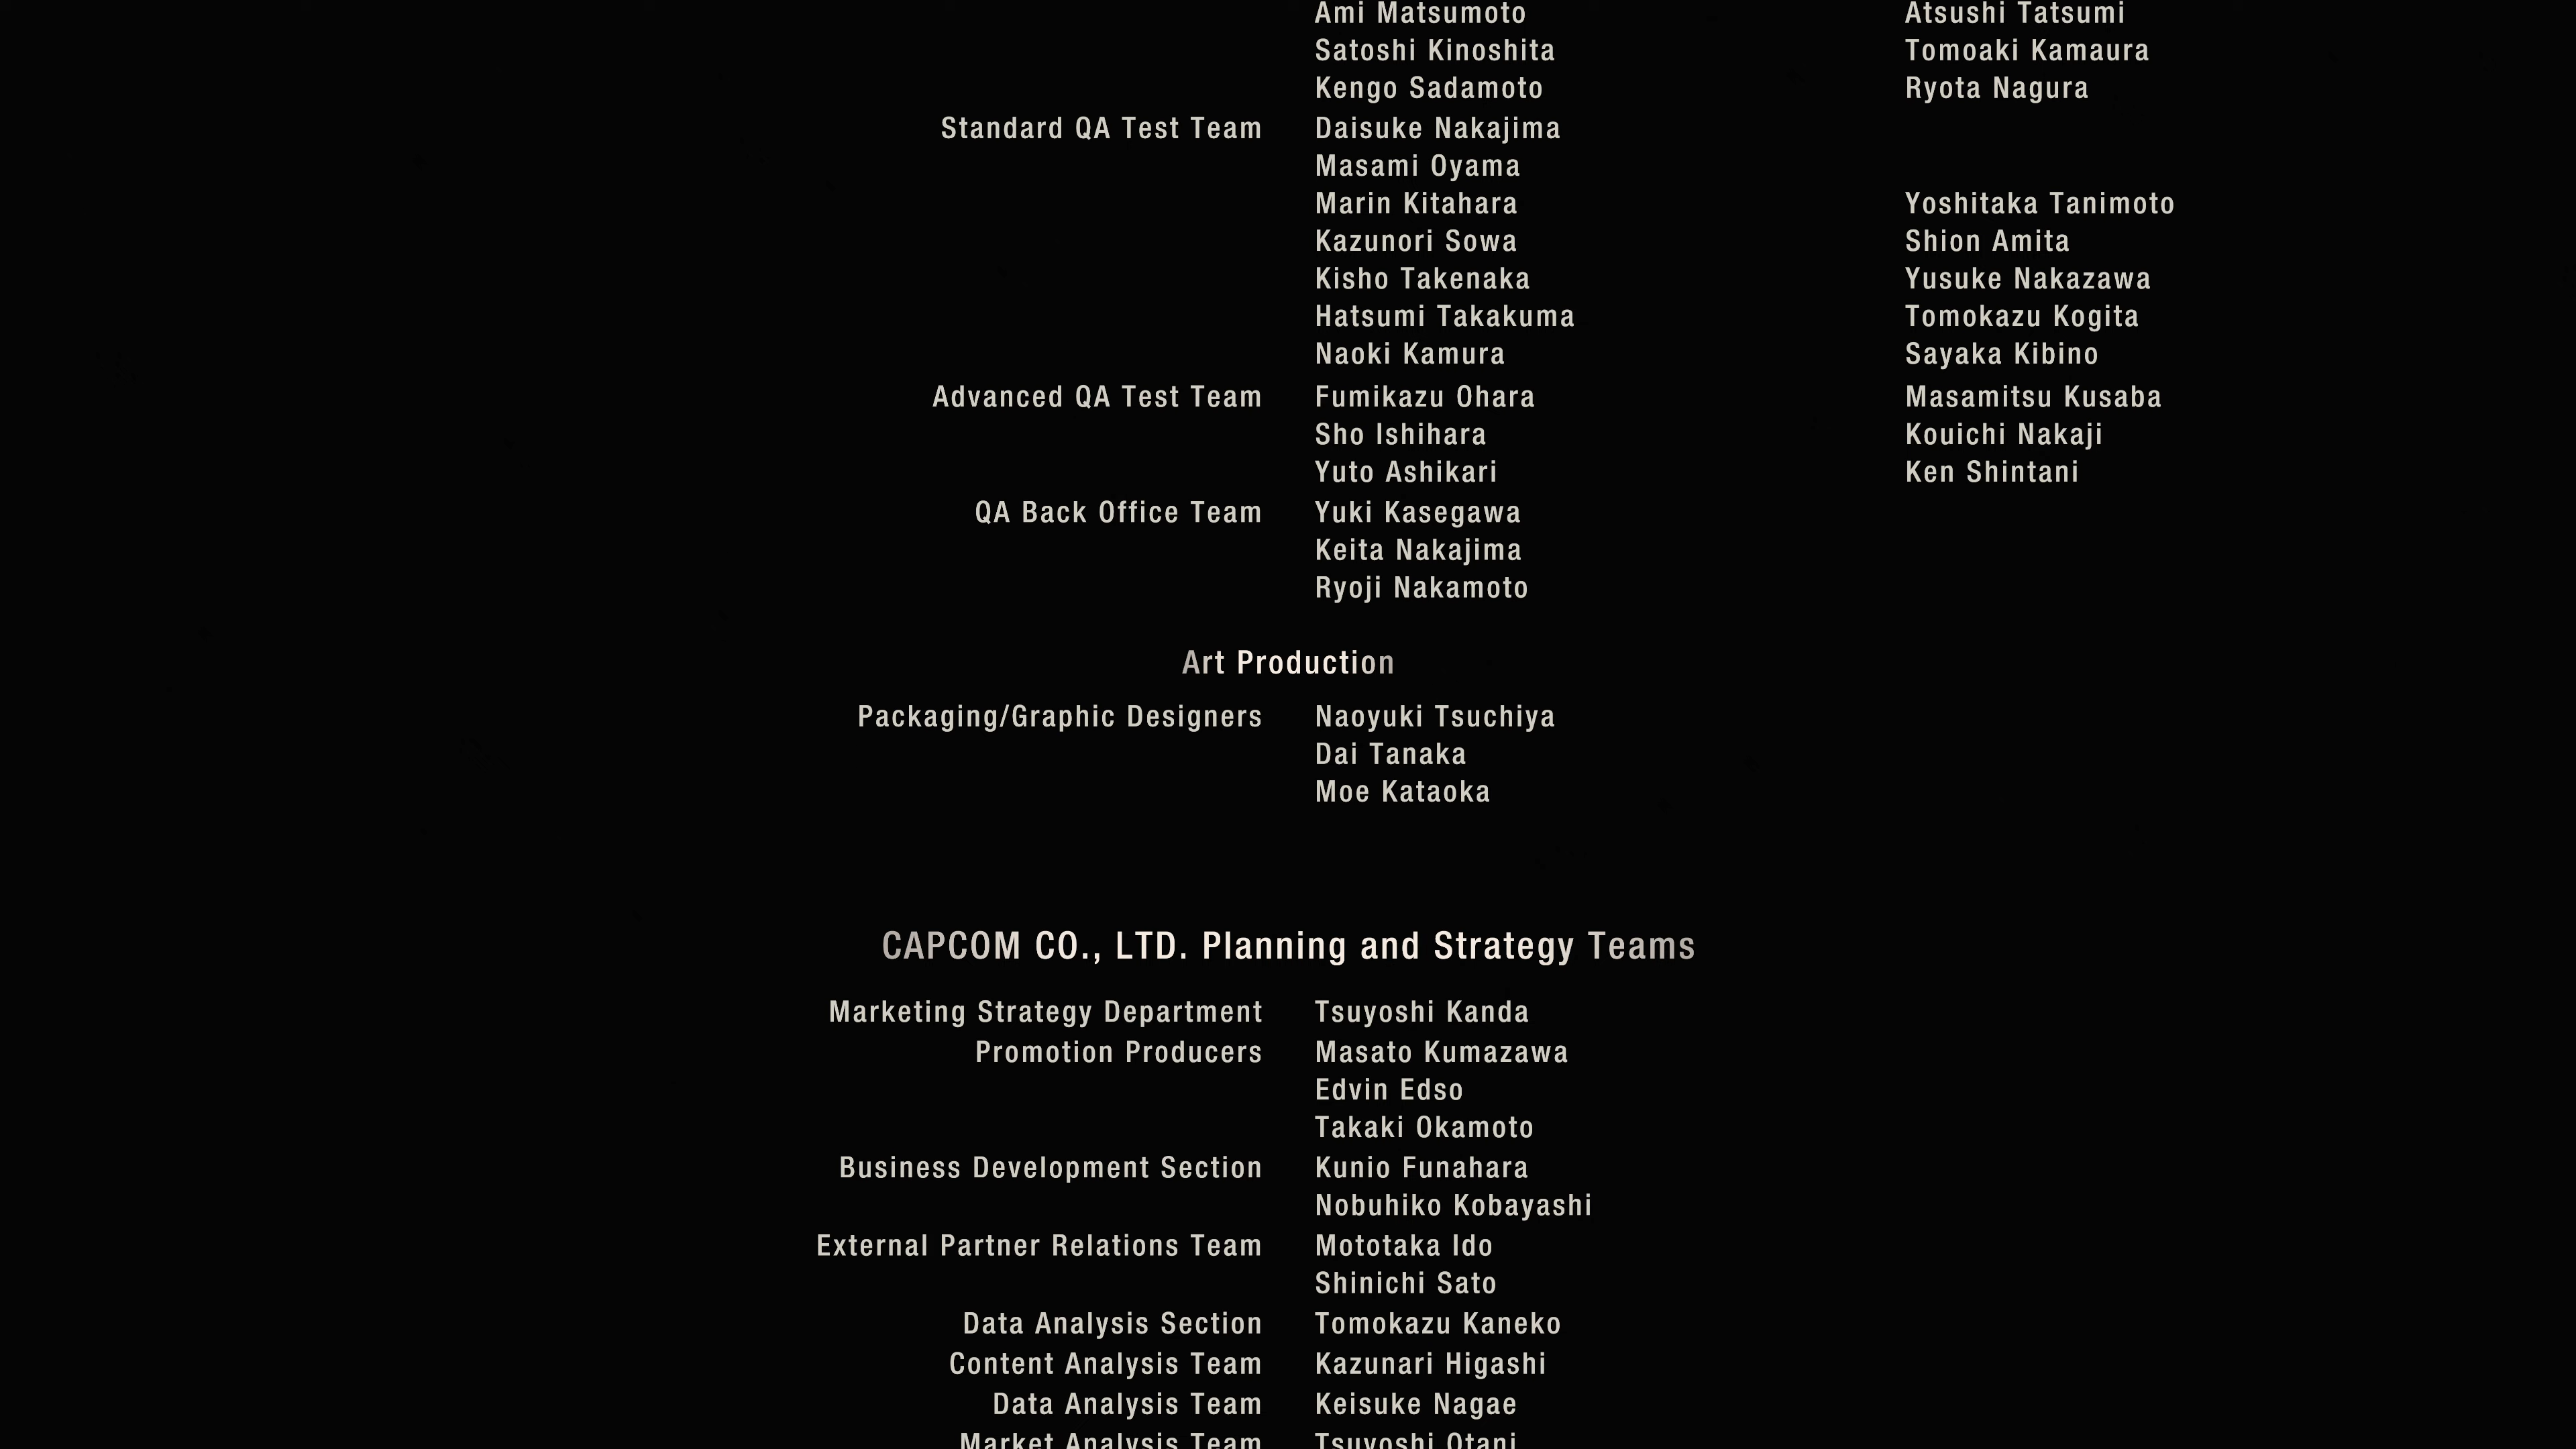 Ami Matsumoto Atsushi Tatsumi
Satoshi Kinoshita Tomoaki Kamaura
Kengo Sadamoto Ryota Nagura
Standard QA Test Team Daisuke Nakajima
Masami Oyama
Marin Kitahara Yoshitaka Tanimoto
Kazunori Sowa Shion Amita
Kisho Takenaka Yusuke Nakazawa
Hatsumi Takakuma Tomokazu Kogita
Naoki Kamura Sayaka Kibino
Advanced QA Test Team Fumikazu Ohara Masamitsu Kusaba
Sho Ishihara Kouichi Nakaji
Yuto Ashikari Ken Shintani
QA Back Office Team Yuki Kasegawa
Keita Nakajima
Ryoji Nakamoto
Art Production
Packaging/Graphic Designers Naoyuki Tsuchiya
Dai Tanaka
Moe Kataoka
CAPCOM CO., LTD. Planning and Strategy Teams
Marketing Strategy Department Tsuyoshi Kanda
Promotion Producers Masato Kumazawa
Edvin Edso
Takaki Okamoto
Business Development Section Kunio Funahara
Nobuhiko Kobayashi
External Partner Relations Team Mototaka Ido
Shinichi Sato
Data Analysis Section Tomokazu Kaneko
Content Analysis Team Kazunari Higashi
Data Analysis Team Keisuke Nagae
Market Analysis Team Tsuyoshi Otani